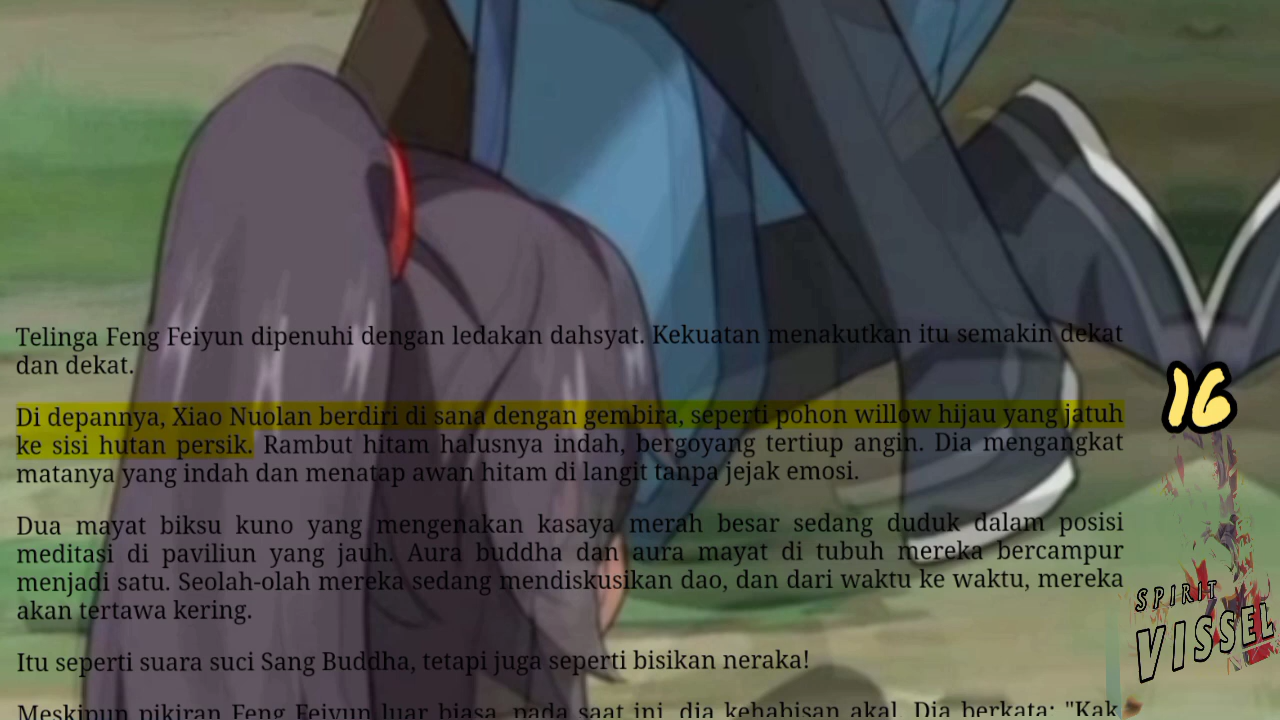 Telinga Feng Feiyun dipenuhi dengan ledakan dahsyat. Kekuatan menakutkan itu semakin dekat
dan dekat.
Di depannya, Xiao Nuolan berdiri di sana dengan gembira, seperti pohon willow hijau yang jatuh
ke sisi hutan persik. Rambut hitam halusnya indah, bergoyang tertiup angin. Dia mengangkat
matanya yang indah dan menatap awan hitam di langit tanpa jejak emosi.
Dua mayat biksu kuno yang mengenakan kasaya merah besar sedang duduk dalam posisi
meditasi di paviliun yang jauh. Aura buddha dan aura mayat di tubuh mereka bercampur
menjadi satu. Seolah-olah mereka sedang mendiskusikan dao, dan dari waktu ke waktu, mereka
akan tertawa kering.
Itu seperti suara suci Sang Buddha, tetapi juga seperti bisikan neraka!
Meskipun pikiran Feng Feiyun luar biasa, pada saat ini, dia kehabisan akal. Dia berkata: "Kak
16
SPIRIT
VISSEL